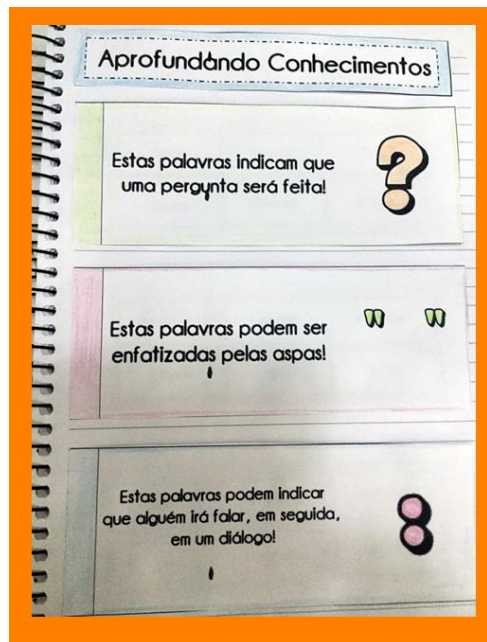 Aprofundando Conhecimentos
Estas palavras indicam que
uma pergunta será feita!
?
Estas palavras podem ser
enfatizadas pelas aspas!
" "
Estas palavras podem indicar
que alguém irá falar, em seguida,
em um diálogo!
: